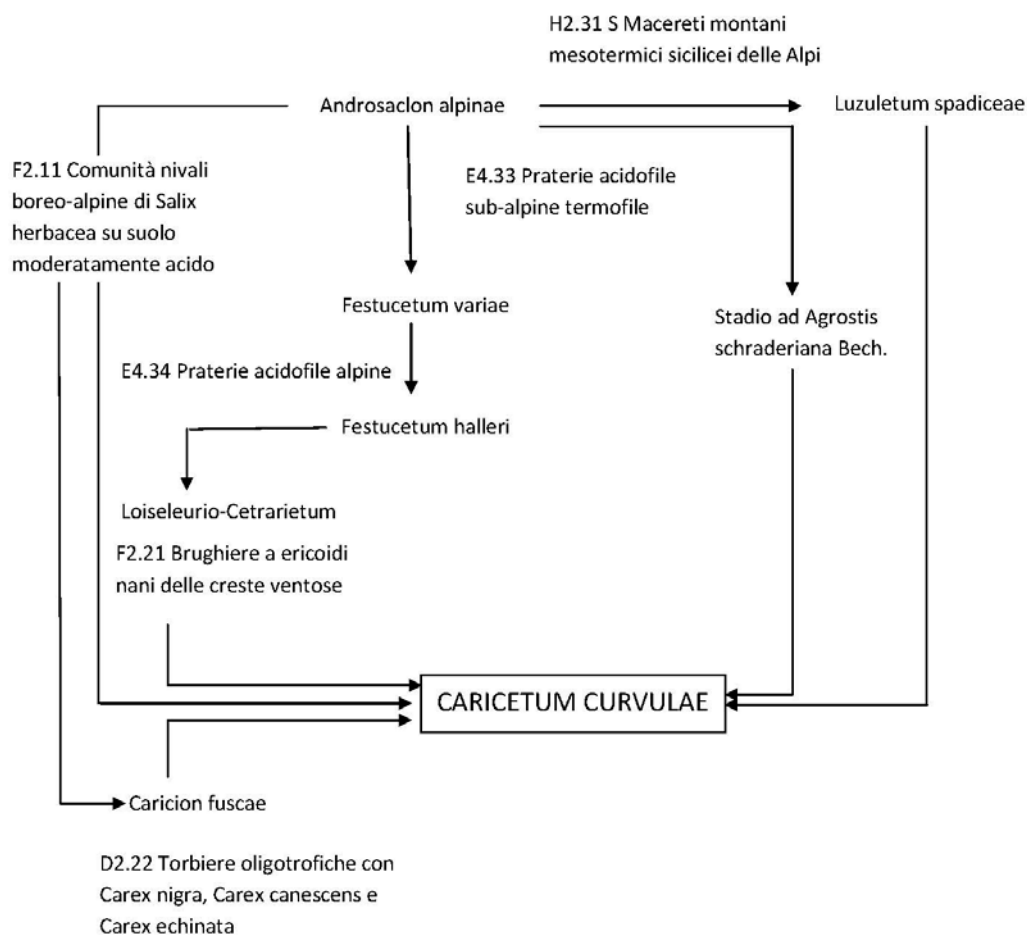 H2.31 S Macereti montani
mesotermici sicilicei delle Alpi
Androsaclon alpinae
Luzuletum spadiceae
F2.11 Comunità nivali
boreo-alpine di Salix
herbacea su suolo
moderatamente acido
E4.33 Praterie acidofile
sub-alpine termofile
Festucetum variae
Stadio ad Agrostis
schraderiana Bech.
E4.34 Praterie acidofile alpine
Festucetum halleri
Loiseleurio-Cetrarietum
F2.21 Brughiere a ericoidi
nani delle creste ventose
CARICETUM CURVULAE
Caricion fuscae
D2.22 Torbiere oligotrofiche con
Carex nigra, Carex canescens e
Carex echinata